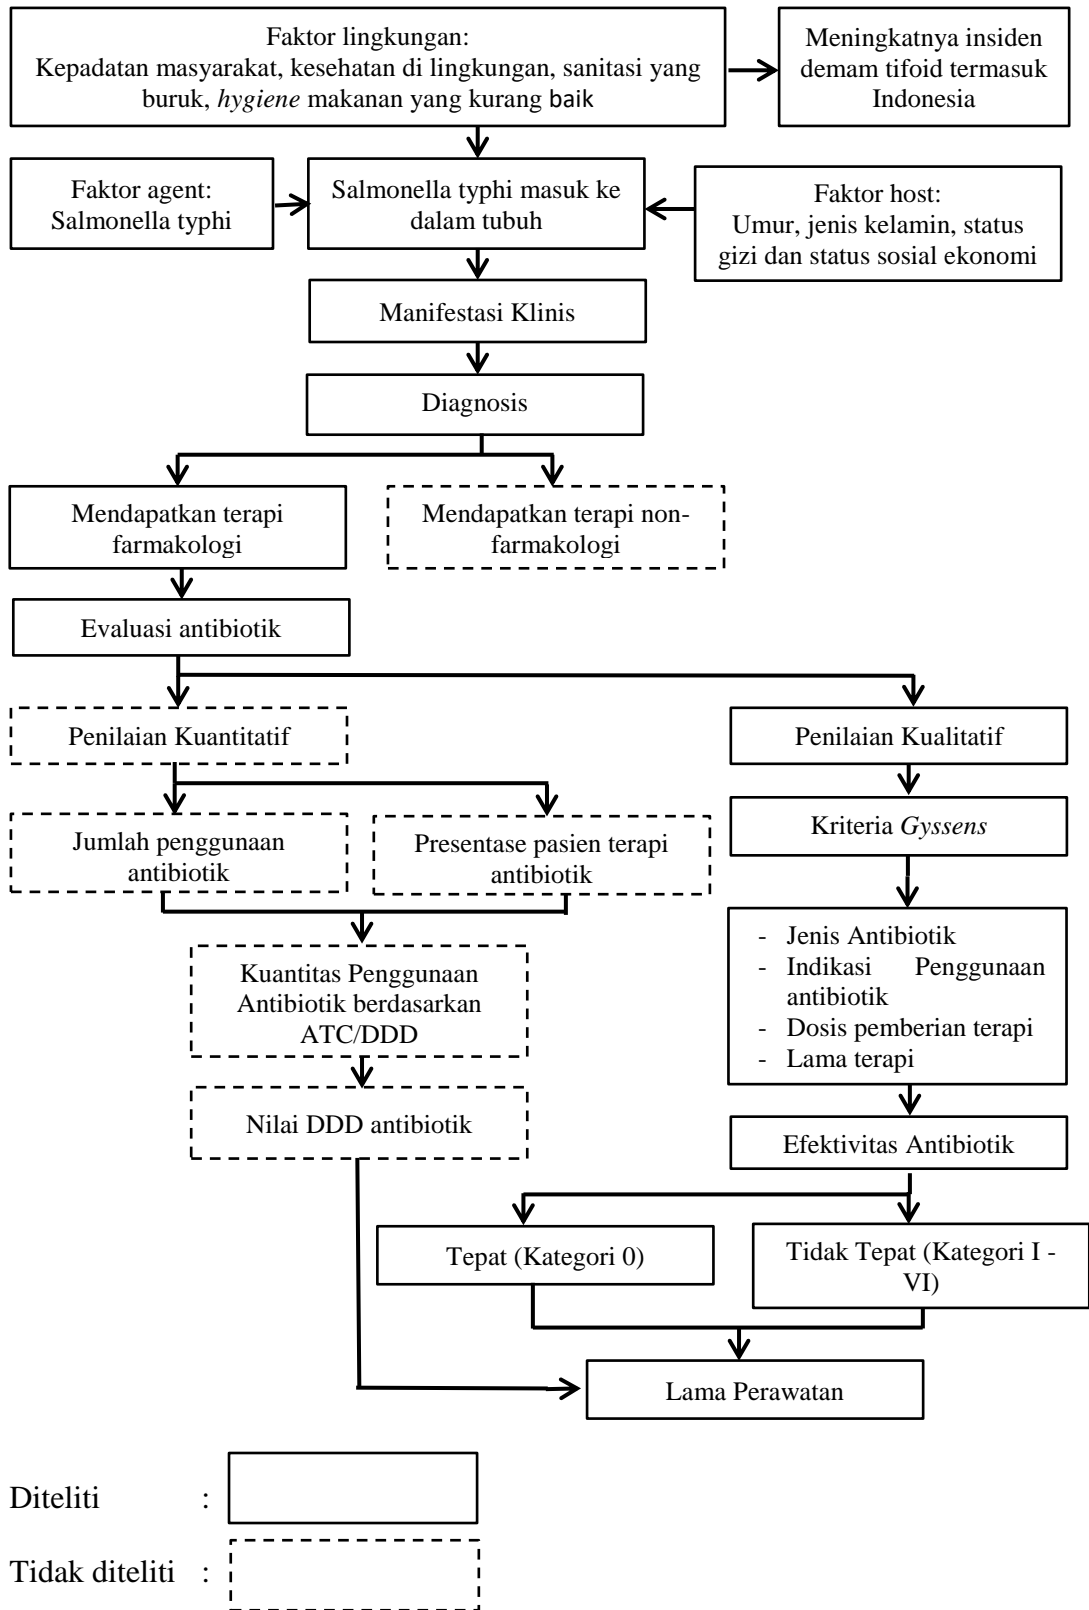 Faktor lingkungan:
Kepadatan masyarakat, kesehatan di lingkungan, sanitasi yang
buruk, hygiene makanan yang kurang baik
Meningkatnya insiden
demam tifoid termasuk
Indonesia
Faktor agent:
Salmonella typhi
Salmonella typhi masuk ke
dalam tubuh
Faktor host:
Umur, jenis kelamin, status
gizi dan status sosial ekonomi
Manifestasi Klinis
Diagnosis
Mendapatkan terapi
farmakologi
Mendapatkan terapi non-
farmakologi
Evaluasi antibiotik
Penilaian Kuantitatif
Penilaian Kualitatif
Jumlah penggunaan
antibiotik
Presentase pasien terapi
antibiotik
Kriteria Gyssens
Kuantitas Penggunaan
Antibiotik berdasarkan
ATC/DDD
- Jenis Antibiotik
- Indikasi Penggunaan
antibiotik
- Dosis pemberian terapi
- Lama terapi
Nilai DDD antibiotik
Efektivitas Antibiotik
Tepat (Kategori 0)
Tidak Tepat (Kategori I -
VI)
Lama Perawatan
Diteliti :
Tidak diteliti :